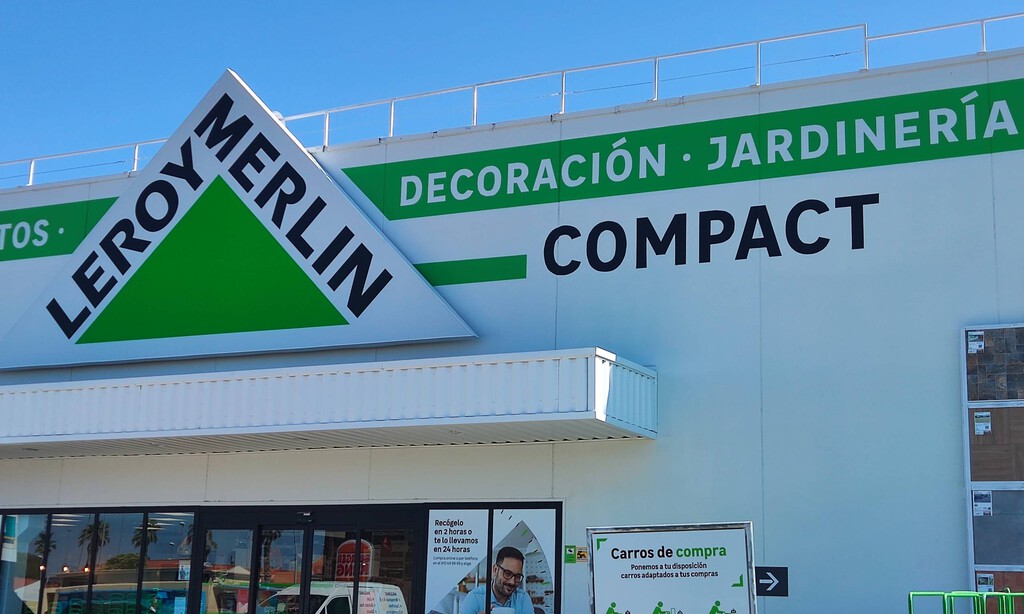 TOS ·
LEROY MERLIN
DECORACIÓN · JARDINERÍA
COMPACT
Recógelo
en 2 horas o
te lo llevamos
en 24 horas
Carros de compra
Ponemos a tu disposición
carros adaptados a tus compras